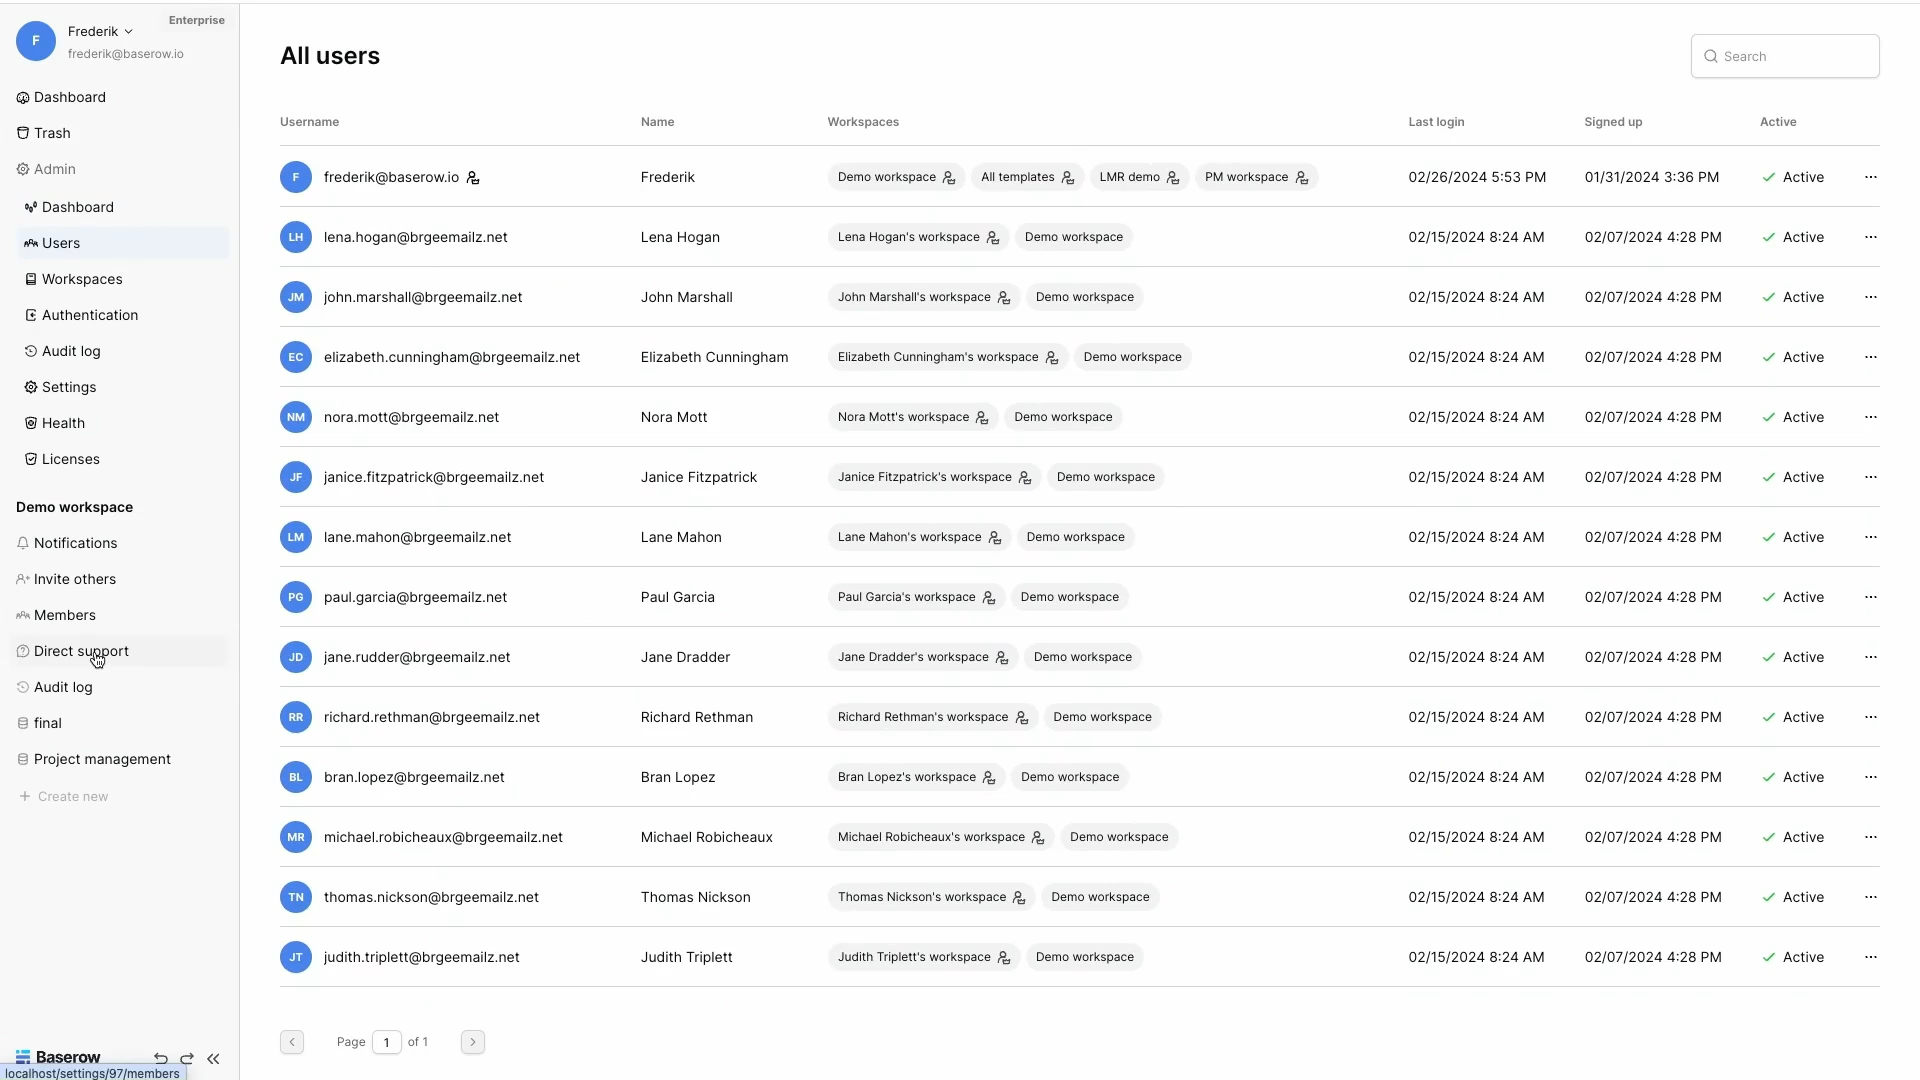 Enterprise
F
Frederik
frederik@baserow.io
Dashboard
Trash
Admin
Dashboard
Users
Workspaces
Authentication
Audit log
Settings
Health
Licenses
Demo workspace
Notifications
Invite others
Members
Direct support
Audit log
final
Project management
+ Create new
Baserow
localhost/settings/97/members
All users
Search
Username Name Workspaces Last login Signed up Active
F frederik@baserow.io Frederik Demo workspace All templates LMR demo PM workspace 02/26/2024 5:53 PM 01/31/2024 3:36 PM Active ...
LH lena.hogan@brgeemailz.net Lena Hogan Lena Hogan's workspace Demo workspace 02/15/2024 8:24 AM 02/07/2024 4:28 PM Active ...
JM john.marshall@brgeemailz.net John Marshall John Marshall's workspace Demo workspace 02/15/2024 8:24 AM 02/07/2024 4:28 PM Active ...
EC elizabeth.cunningham@brgeemailz.net Elizabeth Cunningham Elizabeth Cunningham's workspace Demo workspace 02/15/2024 8:24 AM 02/07/2024 4:28 PM Active ...
NM nora.mott@brgeemailz.net Nora Mott Nora Mott's workspace Demo workspace 02/15/2024 8:24 AM 02/07/2024 4:28 PM Active ...
JF janice.fitzpatrick@brgeemailz.net Janice Fitzpatrick Janice Fitzpatrick's workspace Demo workspace 02/15/2024 8:24 AM 02/07/2024 4:28 PM Active ...
LM lane.mahon@brgeemailz.net Lane Mahon Lane Mahon's workspace Demo workspace 02/15/2024 8:24 AM 02/07/2024 4:28 PM Active ...
PG paul.garcia@brgeemailz.net Paul Garcia Paul Garcia's workspace Demo workspace 02/15/2024 8:24 AM 02/07/2024 4:28 PM Active ...
JD jane.rudder@brgeemailz.net Jane Dradder Jane Dradder's workspace Demo workspace 02/15/2024 8:24 AM 02/07/2024 4:28 PM Active ...
RR richard.rethman@brgeemailz.net Richard Rethman Richard Rethman's workspace Demo workspace 02/15/2024 8:24 AM 02/07/2024 4:28 PM Active ...
BL bran.lopez@brgeemailz.net Bran Lopez Bran Lopez's workspace Demo workspace 02/15/2024 8:24 AM 02/07/2024 4:28 PM Active ...
MR michael.robicheaux@brgeemailz.net Michael Robicheaux Michael Robicheaux's workspace Demo workspace 02/15/2024 8:24 AM 02/07/2024 4:28 PM Active ...
TN thomas.nickson@brgeemailz.net Thomas Nickson Thomas Nickson's workspace Demo workspace 02/15/2024 8:24 AM 02/07/2024 4:28 PM Active ...
JT judith.triplett@brgeemailz.net Judith Triplett Judith Triplett's workspace Demo workspace 02/15/2024 8:24 AM 02/07/2024 4:28 PM Active ...
Page 1 of 1